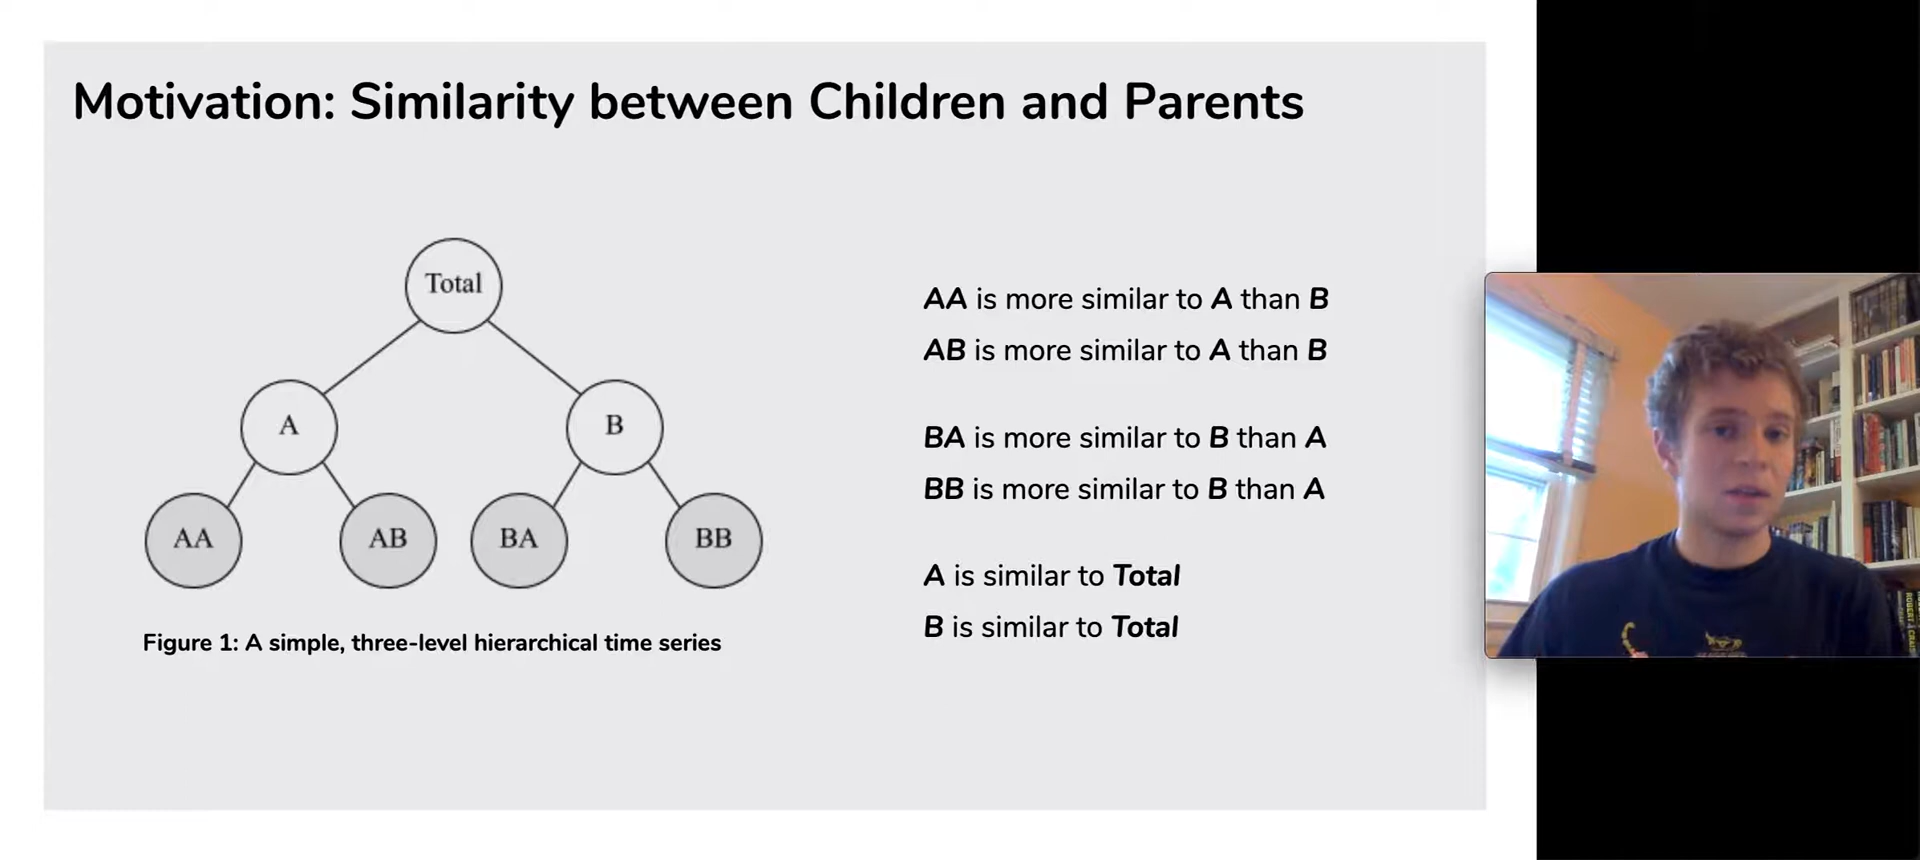 Motivation: Similarity between Children and Parents
Total
A
B
AA
AB
BA
BB
Figure 1: A simple, three-level hierarchical time series
AA is more similar to A than B
AB is more similar to A than B
BA is more similar to B than A
BB is more similar to B than A
A is similar to Total
B is similar to Total